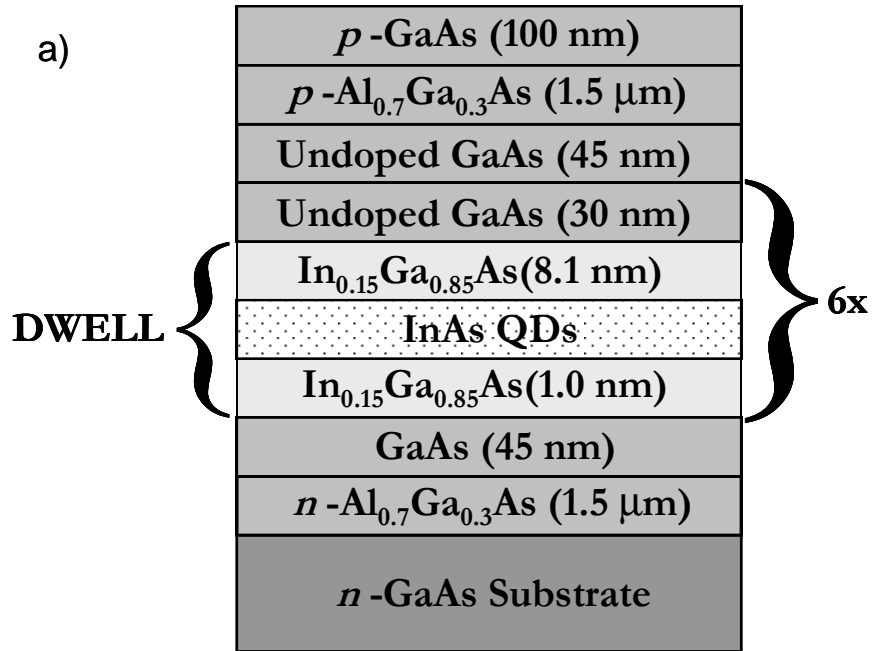 a)
p -GaAs (100 nm)
p -Al₀.₇Ga₀.₃As (1.5 μm)
Undoped GaAs (45 nm)
Undoped GaAs (30 nm)
In₀.₁₅Ga₀.₈₅As(8.1 nm)
DWELL
InAs QDs
6x
In₀.₁₅Ga₀.₈₅As(1.0 nm)
GaAs (45 nm)
n -Al₀.₇Ga₀.₃As (1.5 μm)
n -GaAs Substrate